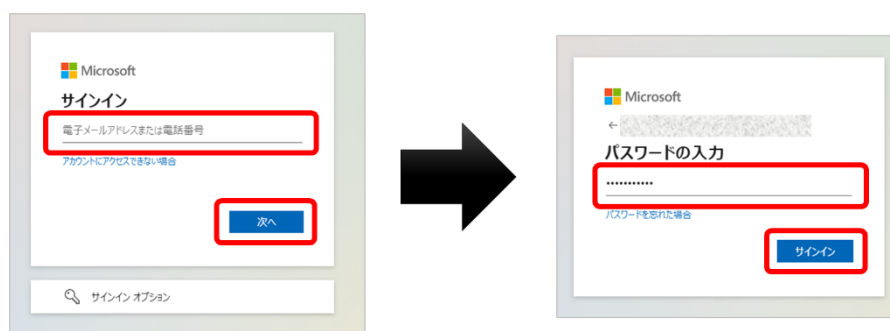 Microsoft
サインイン
電子メールアドレスまたは電話番号
アカウントにアクセスできない場合
次へ
サインイン オプション
Microsoft
パスワードの入力
パスワードを忘れた場合
サインイン